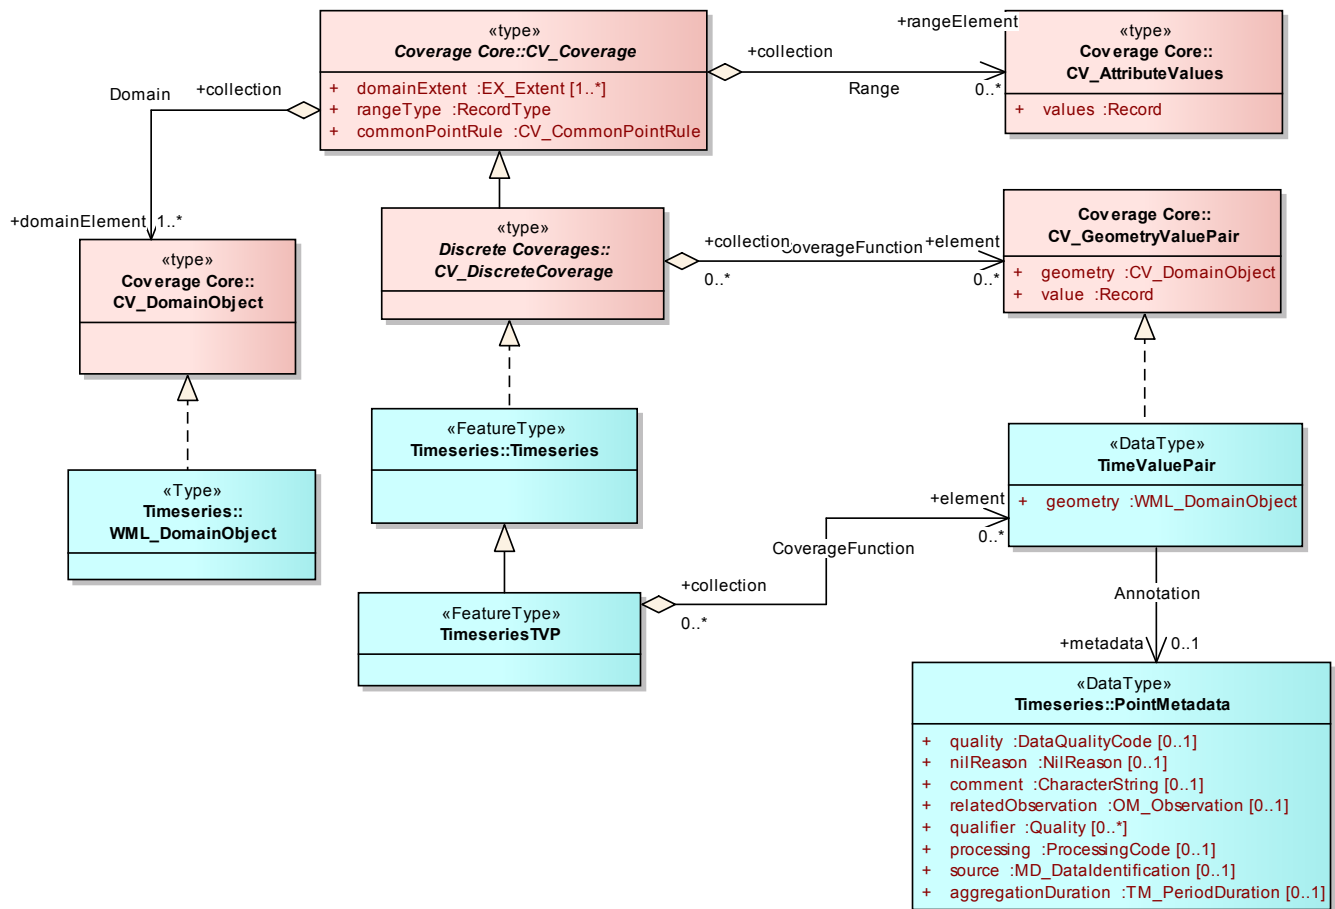 «type»
Coverage Core::CV_Coverage
+ domainExtent :EX_Extent [1..*]
+ rangeType :RecordType
+ commonPointRule :CV_CommonPointRule
+rangeElement
+collection
Range
0..*
«type»
Coverage Core::
CV_AttributeValues
+ values :Record
Domain
+collection
+domainElement
1..*
«type»
Coverage Core::
CV_DomainObject
«type»
Discrete Coverages::
CV_DiscreteCoverage
+collection
CoverageFunction
+element
0..*
0..*
Coverage Core::
CV_GeometryValuePair
+ geometry :CV_DomainObject
+ value :Record
«Type»
Timeseries::
WML_DomainObject
«FeatureType»
Timeseries::Timeseries
«DataType»
TimeValuePair
+ geometry :WML_DomainObject
+element
0..*
CoverageFunction
+collection
0..*
«FeatureType»
TimeseriesTVP
Annotation
+metadata
0..1
«DataType»
Timeseries::PointMetadata
+ quality :DataQualityCode [0..1]
+ nilReason :NilReason [0..1]
+ comment :CharacterString [0..1]
+ relatedObservation :OM_Observation [0..1]
+ qualifier :Quality [0..*]
+ processing :ProcessingCode [0..1]
+ source :MD_DataIdentification [0..1]
+ aggregationDuration :TM_PeriodDuration [0..1]